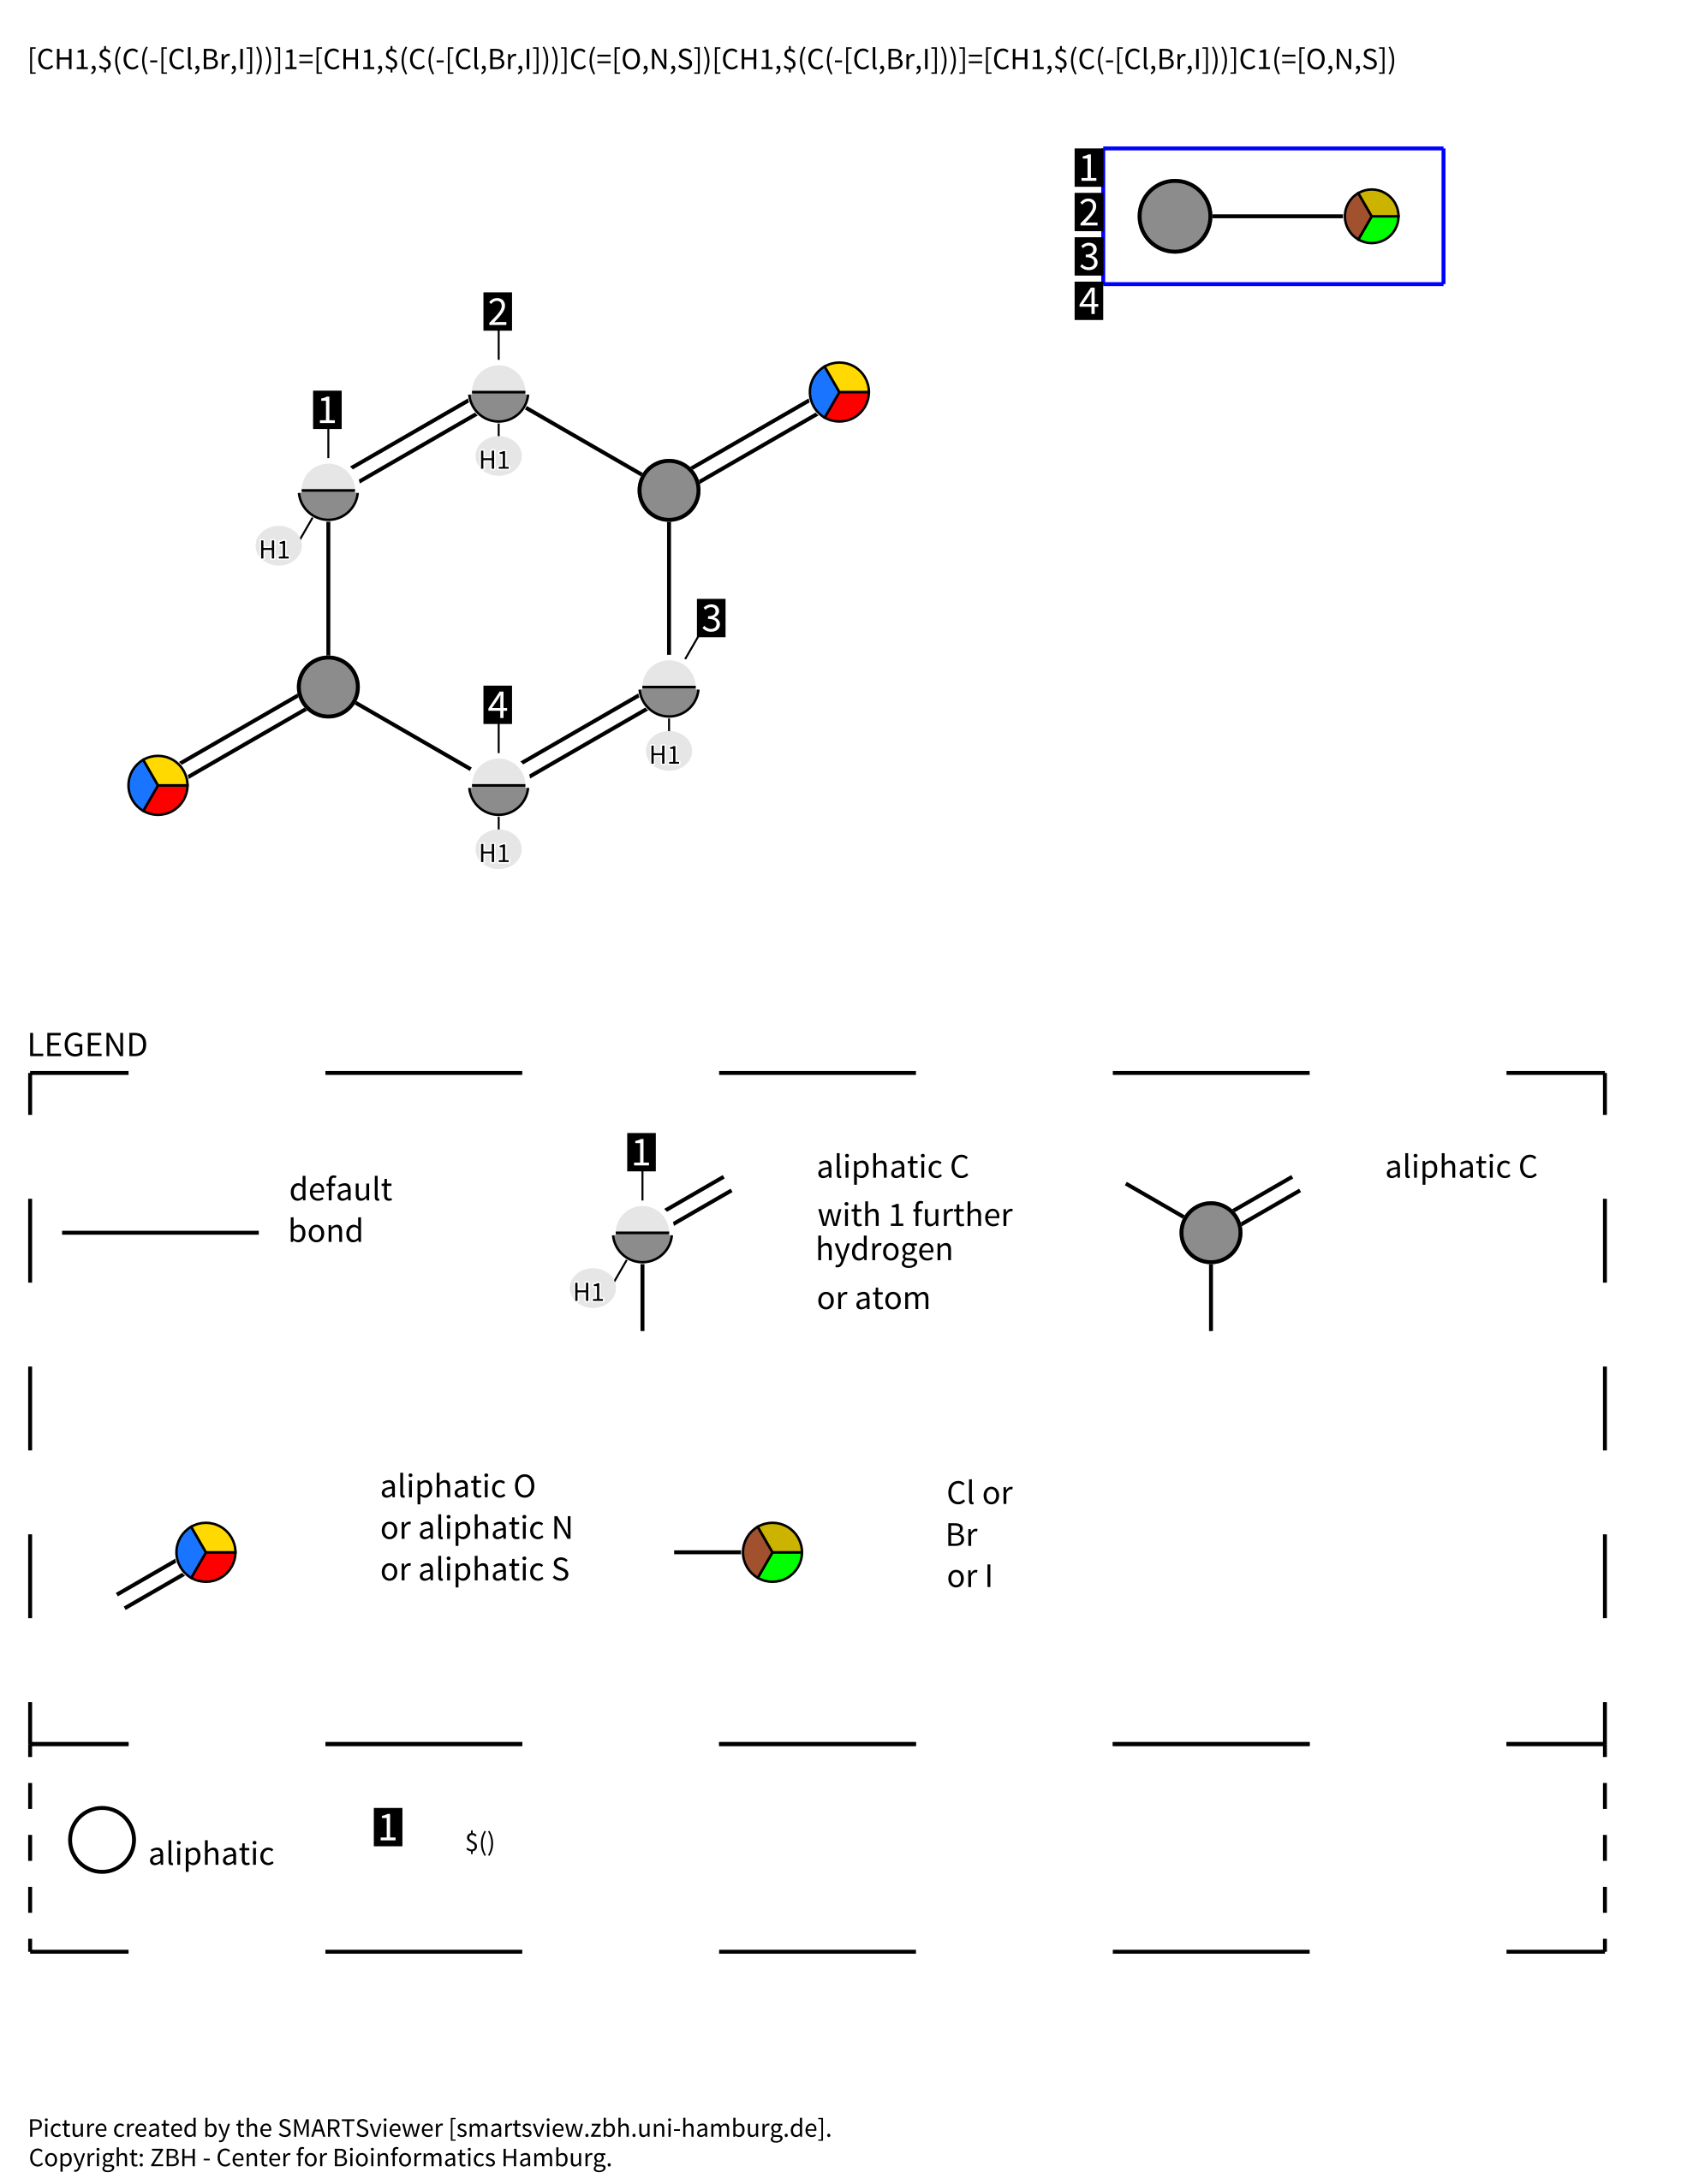 [CH1,$(C(-[Cl,Br,I]))]1=[CH1,$(C(-[Cl,Br,I]))]C(=[O,N,S])[CH1,$(C(-[Cl,Br,I]))]=[CH1,$(C(-[Cl,Br,I]))]C1(=[O,N,S])
1
2
3
4
2
1
H1
H1
3
4
H1
H1
LEGEND
default
bond
1
H1
aliphatic C
with 1 further
hydrogen
or atom
aliphatic C
aliphatic O
or aliphatic N
or aliphatic S
Cl or
Br
or I
aliphatic
1
$()
Picture created by the SMARTSviewer [smartsview.zbh.uni-hamburg.de].
Copyright: ZBH - Center for Bioinformatics Hamburg.